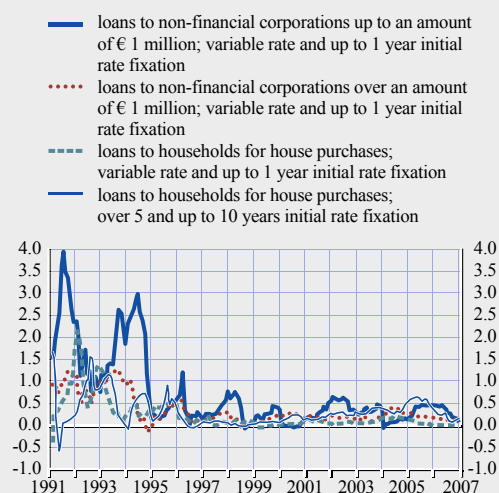 loans to non-financial corporations up to an amount
of € 1 million; variable rate and up to 1 year initial
rate fixation
loans to non-financial corporations over an amount
of € 1 million; variable rate and up to 1 year initial
rate fixation
loans to households for house purchases;
variable rate and up to 1 year initial rate fixation
loans to households for house purchases;
over 5 and up to 10 years initial rate fixation
4.0 4.0
3.5 3.5
3.0 3.0
2.5 2.5
2.0 2.0
1.5 1.5
1.0 1.0
0.5 0.5
0.0 0.0
-0.5 -0.5
-1.0 -1.0
1991 1993 1995 1997 1999 2001 2003 2005 2007